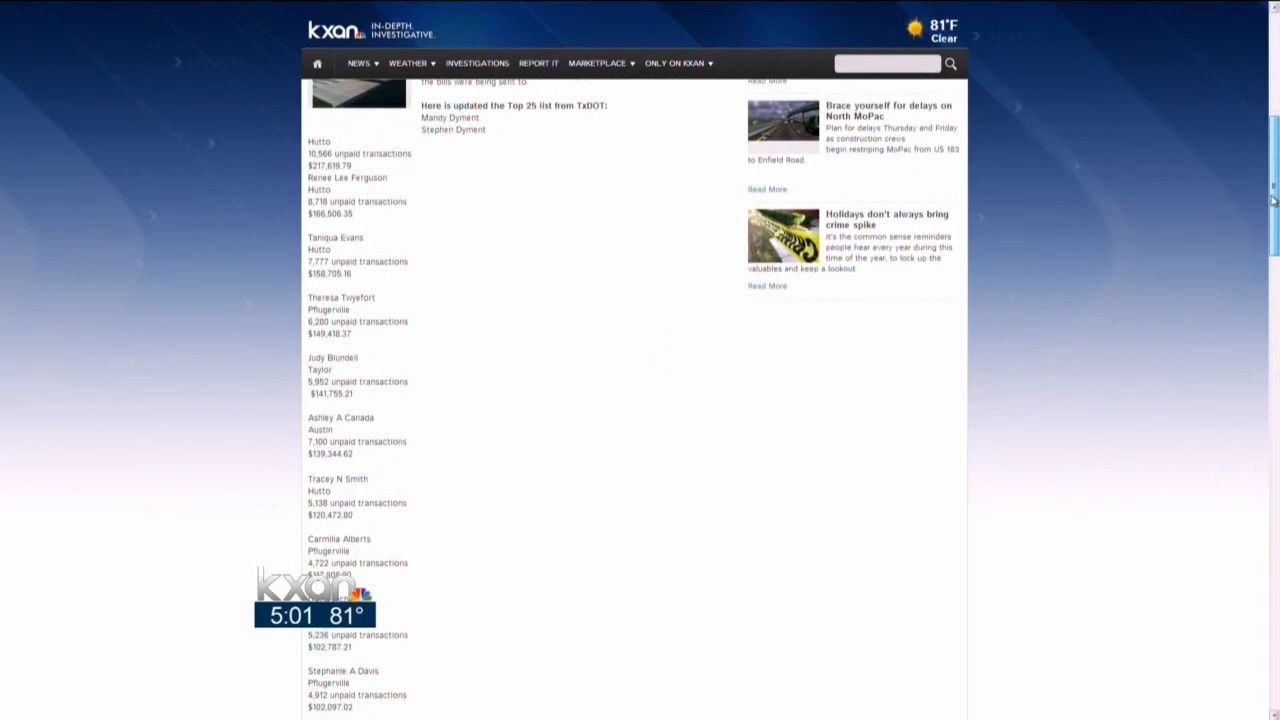 kxan IN-DEPTH.
INVESTIGATIVE.
81°F
Clear
NEWS WEATHER INVESTIGATIONS REPORT IT MARKETPLACE ONLY ON KXAN
the bills were being sent to.
Here is updated the Top 25 list from TxDOT:
Mandy Dyment
Stephen Dyment
Hutto
10,566 unpaid transactions
$217,619.79
Renee Lee Ferguson
Hutto
8,718 unpaid transactions
$166,506.35
Taniqua Evans
Hutto
7,777 unpaid transactions
$158,705.16
Theresa Twyefort
Pflugerville
6,280 unpaid transactions
$149,418.37
Judy Blundell
Taylor
5,952 unpaid transactions
$141,755.21
Ashley A Canada
Austin
7,100 unpaid transactions
$139,344.62
Tracey N Smith
Hutto
5,138 unpaid transactions
$120,472.80
Carmilla Alberts
Pflugerville
4,722 unpaid transactions
5,236 unpaid transactions
$102,787.21
Stephanie A Davis
Pflugerville
4,912 unpaid transactions
$102,097.02
Read More
Brace yourself for delays on
North MoPac
Plan for delays Thursday and Friday
as construction crews
begin restriping MoPac from US 183
to Enfield Road.
Read More
Holidays don't always bring
crime spike
It's the common sense reminders
people hear every year during this
time of the year, to lock up the
valuables and keep a lookout.
Read More
kxan
5:01 81°